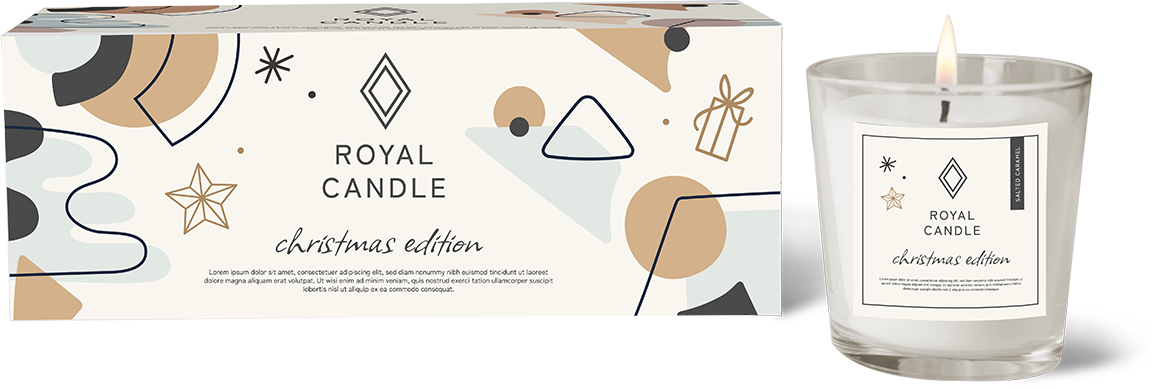 ROYAL
CANDLE
ROYAL
CANDLE
christmas edition
Lorem ipsum dolor sit amet, consectetuer adipiscing elit, sed diam nonummy nibh euismod tincidunt ut laoreet
dolore magna aliquam erat volutpat. Ut wisi enim ad minim veniam, quis nostrud exerci tation ullamcorper suscipit
lobortis nisl ut aliquip ex ea commodo consequat.
SALTED CARAMEL
ROYAL
CANDLE
christmas edition